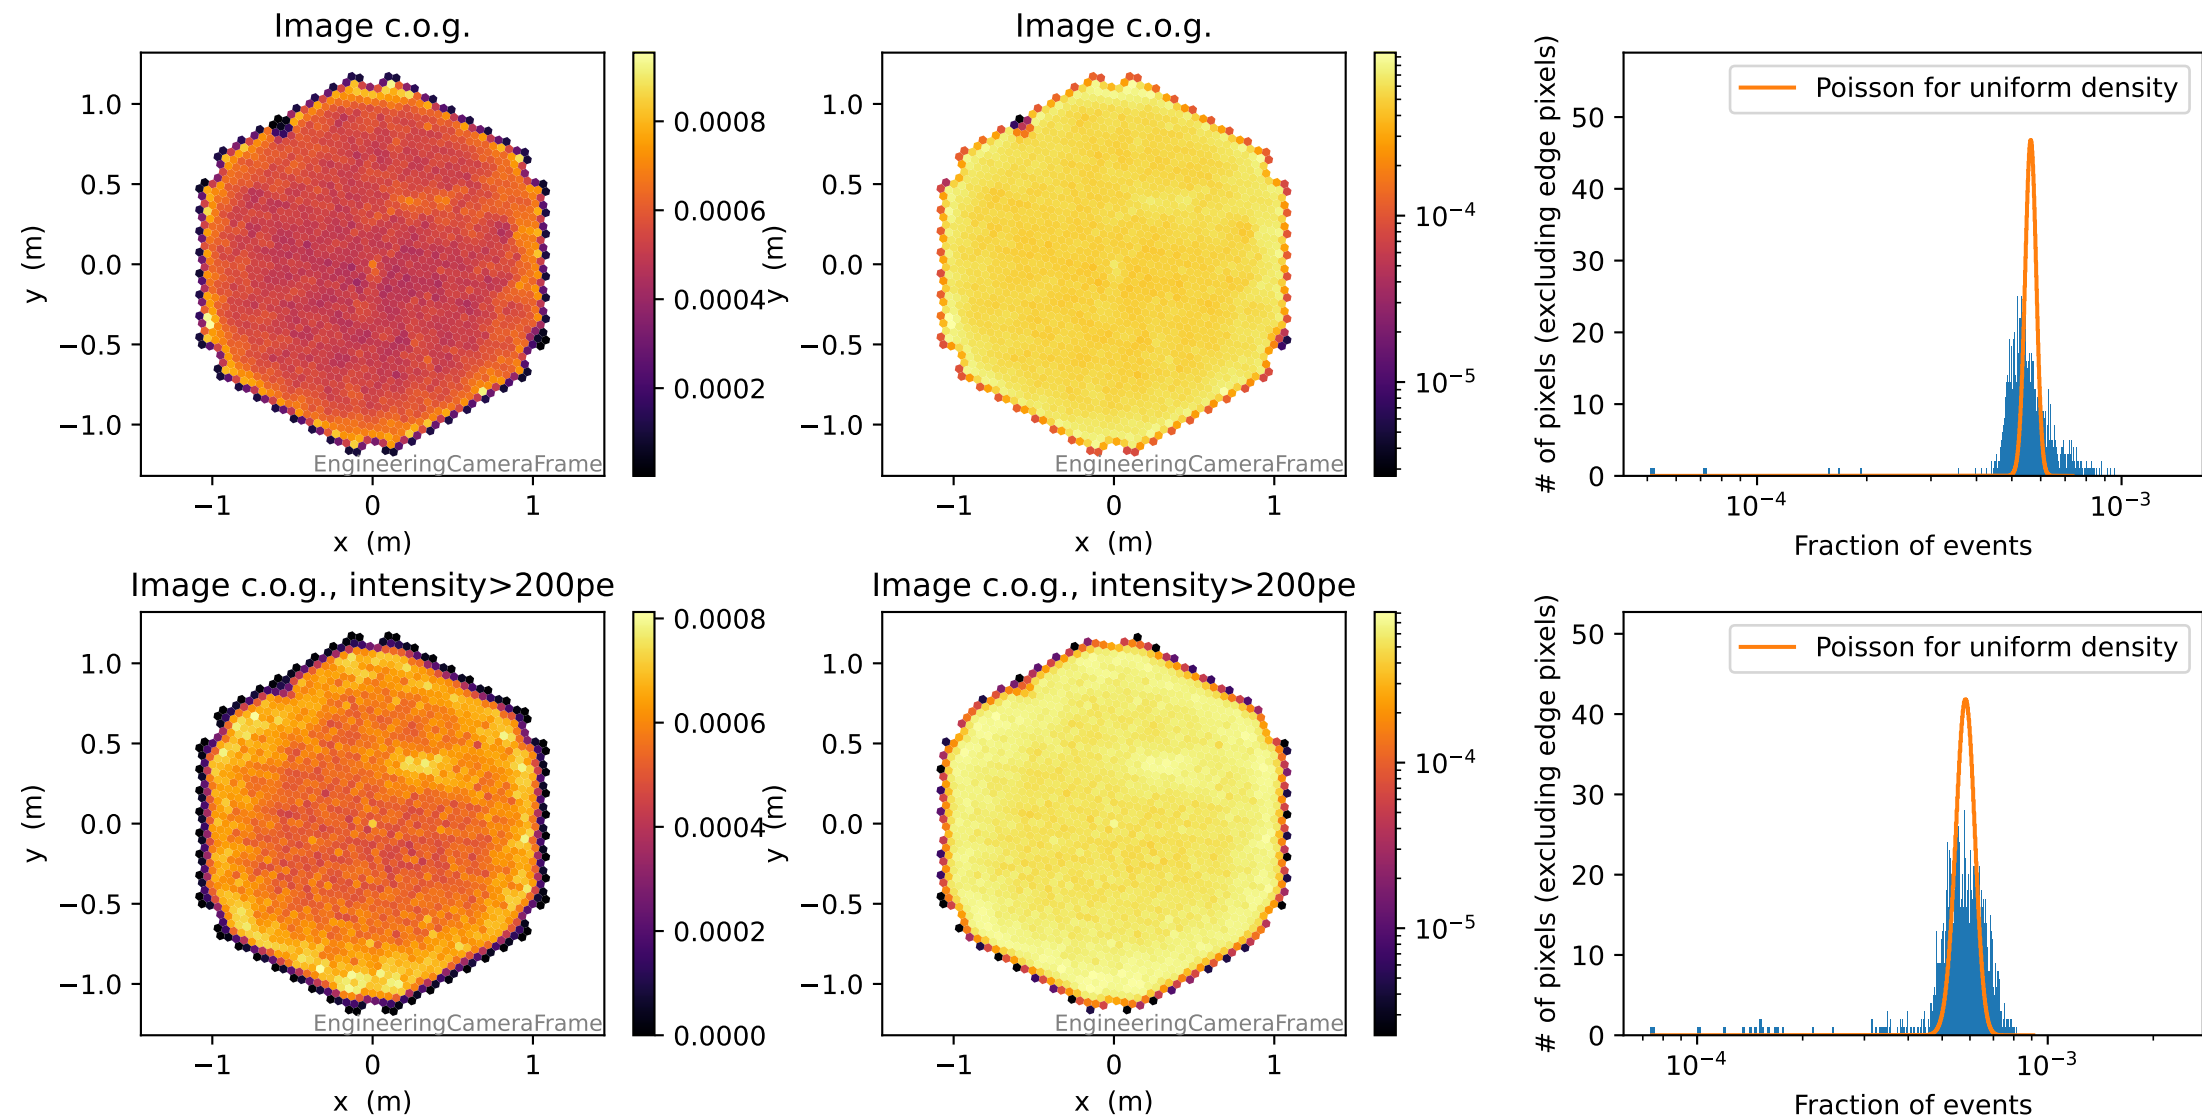 Image c.o.g.
y (m)
1.0
0.5
0.0
−0.5
−1.0
−1
0
1
x (m)
EngineeringCameraFrame
0.0008
0.0006
0.0004
0.0002
Image c.o.g.
y (m)
1.0
0.5
0.0
−0.5
−1.0
−1
0
1
x (m)
EngineeringCameraFrame
10⁻⁴
10⁻⁵
# of pixels (excluding edge pixels)
50
40
30
20
10
0
Poisson for uniform density
10⁻⁴
10⁻³
Fraction of events
Image c.o.g., intensity>200pe
y (m)
1.0
0.5
0.0
−0.5
−1.0
−1
0
1
x (m)
EngineeringCameraFrame
0.0008
0.0006
0.0004
0.0002
0.0000
Image c.o.g., intensity>200pe
y (m)
1.0
0.5
0.0
−0.5
−1.0
−1
0
1
x (m)
EngineeringCameraFrame
10⁻⁴
10⁻⁵
# of pixels (excluding edge pixels)
50
40
30
20
10
0
Poisson for uniform density
10⁻⁴
10⁻³
Fraction of events